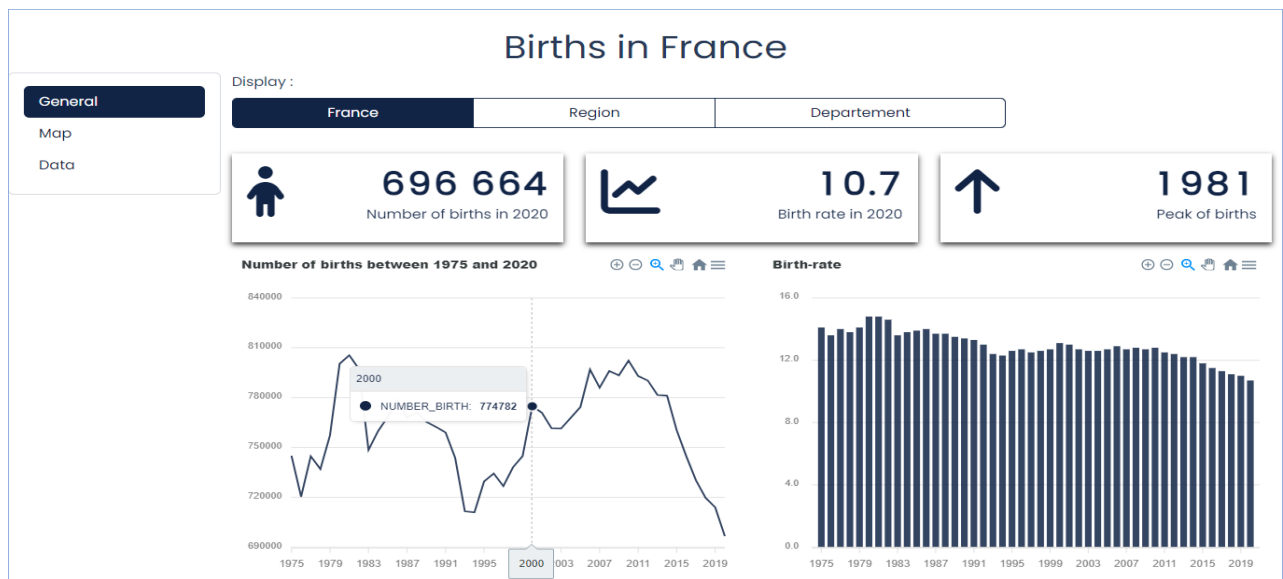 Births in France
General
Map
Data
Display :
France
Region
Departement
696 664
Number of births in 2020
10.7
Birth rate in 2020
1981
Peak of births
Number of births between 1975 and 2020
840000
810000
780000
750000
720000
690000
2000
NUMBER_BIRTH: 774782
1975 1979 1983 1987 1991 1995 2000 003 2007 2011 2015 2019
Birth-rate
16.0
12.0
8.0
4.0
0.0
1975 1979 1983 1987 1991 1995 1999 2003 2007 2011 2015 2019